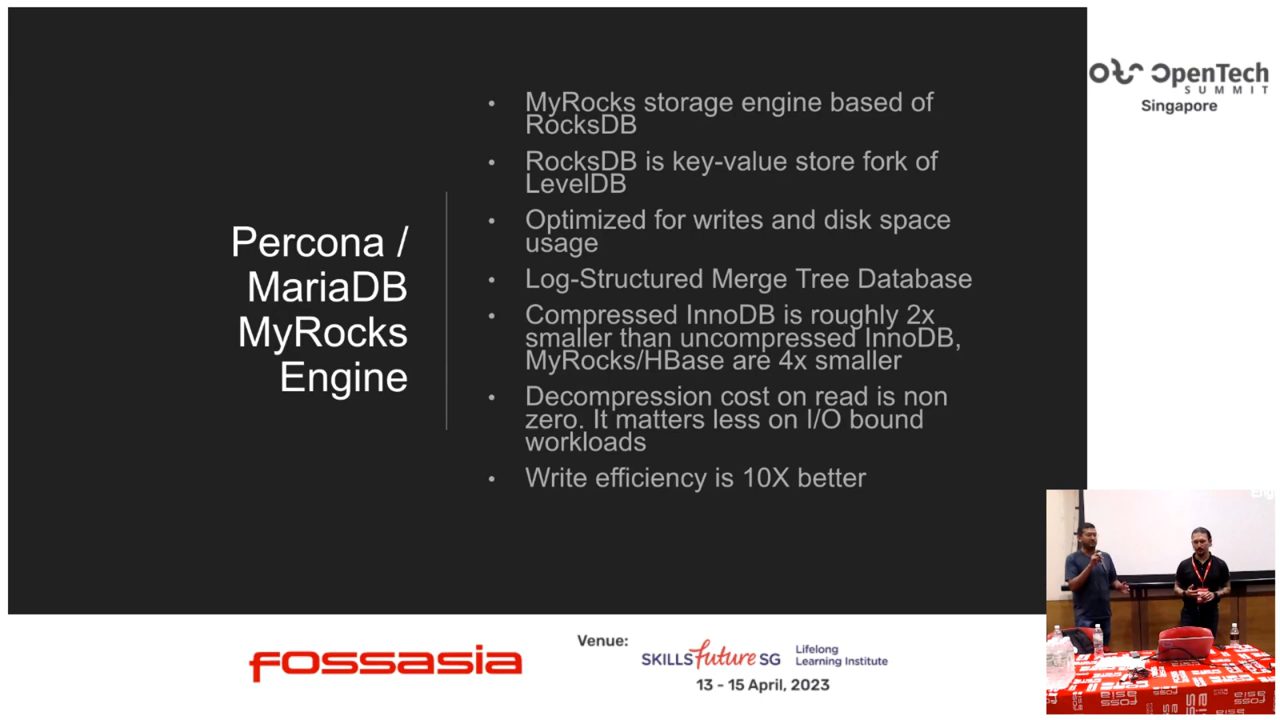 Percona /
MariaDB
MyRocks
Engine
• MyRocks storage engine based of
RocksDB
• RocksDB is key-value store fork of
LevelDB
• Optimized for writes and disk space
usage
• Log-Structured Merge Tree Database
• Compressed InnoDB is roughly 2x
smaller than uncompressed InnoDB,
MyRocks/HBase are 4x smaller
• Decompression cost on read is non
zero. It matters less on I/O bound
workloads
• Write efficiency is 10X better
OpenTech
SUMMIT
Singapore
fossasia
Venue:
SKILLS future SG
Lifelong
Learning Institute
13 - 15 April, 2023